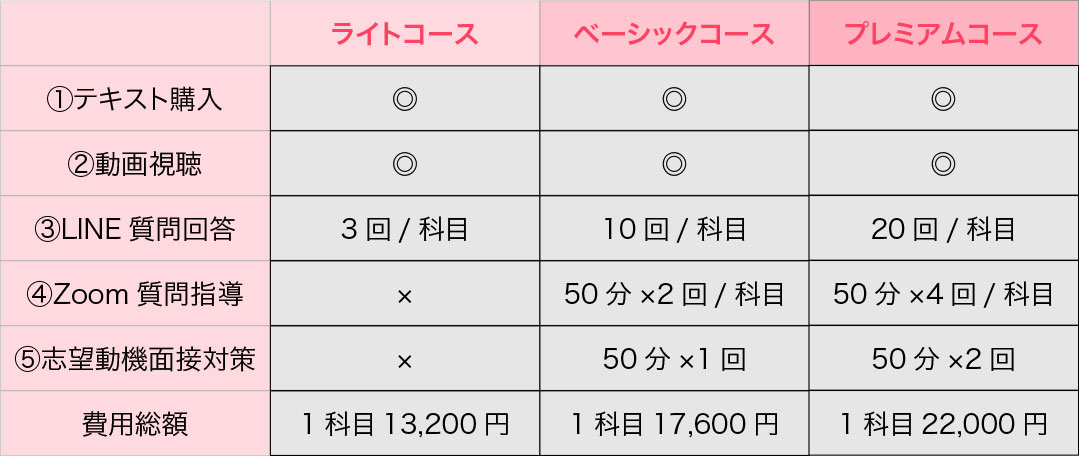 ライトコース ベーシックコース プレミアムコース
①テキスト購入 ◎ ◎ ◎
②動画視聴 ◎ ◎ ◎
③LINE 質問回答 3 回 / 科目 10 回 / 科目 20 回 / 科目
④Zoom 質問指導 × 50 分 ×2 回 / 科目 50 分 ×4 回 / 科目
⑤志望動機面接対策 × 50 分 ×1 回 50 分 ×2 回
費用総額 1 科目 13,200 円 1 科目 17,600 円 1 科目 22,000 円